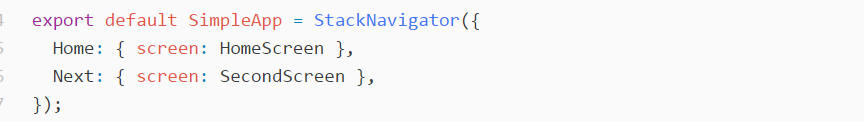 export default SimpleApp = StackNavigator({
  Home: { screen: HomeScreen },
  Next: { screen: SecondScreen },
});